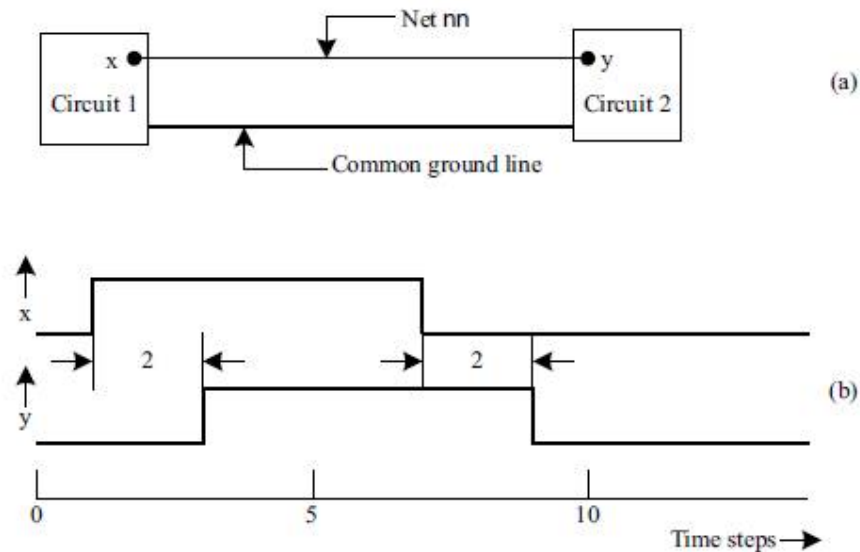 Net nn
x
y
(a)
Circuit 1
Circuit 2
Common ground line
x
2
2
y
(b)
0
5
10
Time steps